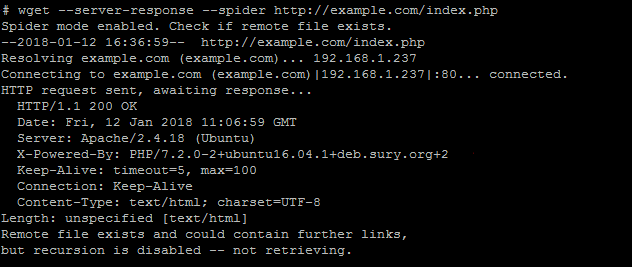 # wget --server-response --spider http://example.com/index.php
Spider mode enabled. Check if remote file exists.
--2018-01-12 16:36:59--  http://example.com/index.php
Resolving example.com (example.com)... 192.168.1.237
Connecting to example.com (example.com)|192.168.1.237|:80... connected.
HTTP request sent, awaiting response...
  HTTP/1.1 200 OK
  Date: Fri, 12 Jan 2018 11:06:59 GMT
  Server: Apache/2.4.18 (Ubuntu)
  X-Powered-By: PHP/7.2.0-2+ubuntu16.04.1+deb.sury.org+2
  Keep-Alive: timeout=5, max=100
  Connection: Keep-Alive
  Content-Type: text/html; charset=UTF-8
Length: unspecified [text/html]
Remote file exists and could contain further links,
but recursion is disabled -- not retrieving.